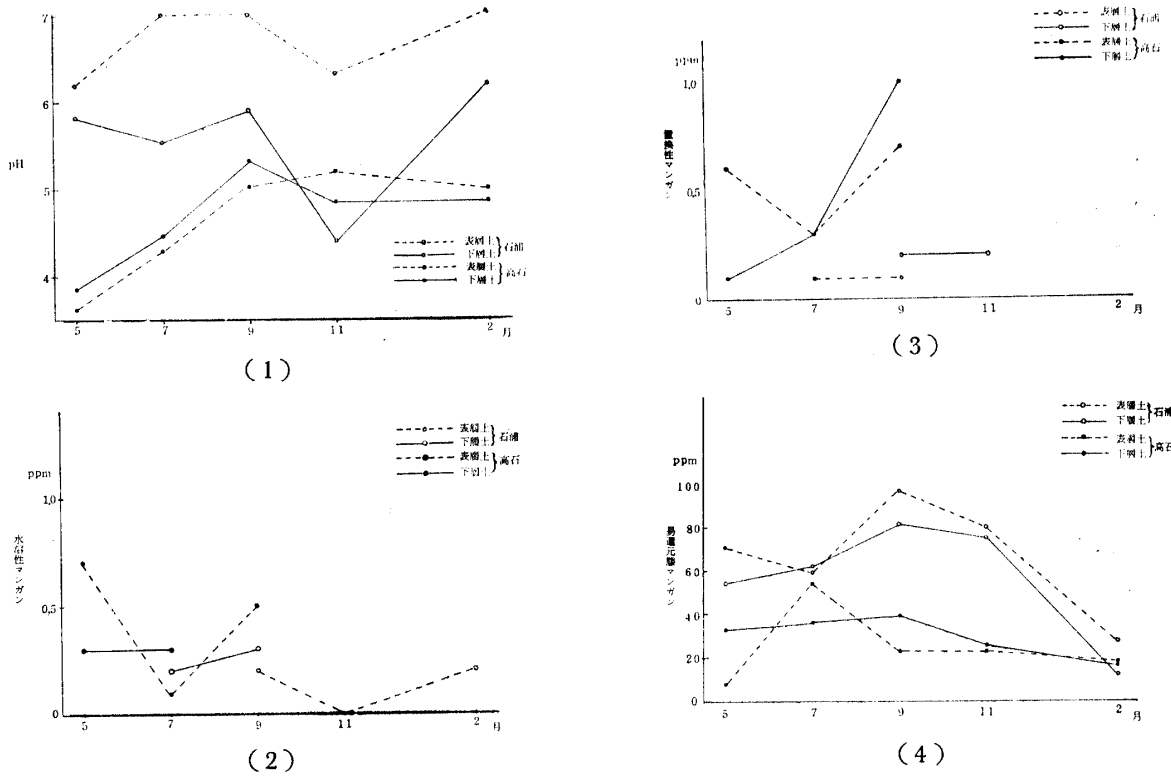 7
6
5
4
pH
表層土
下層土
石浦
表層土
下層土
高石
5 7 9 11 2 月
(1)
ppm
1.0
0.5
0
水溶性マンガン
表層土
下層土
石浦
表層土
下層土
高石
5 7 9 11 2 月
(2)
表層土
下層土
石浦
表層土
下層土
高石
ppm
1.0
0.5
0
置換性マンガン
5 7 9 11 2 月
(3)
表層土
下層土
石浦
表層土
下層土
高石
ppm
100
80
60
40
20
0
易還元態マンガン
5 7 9 11 2 月
(4)